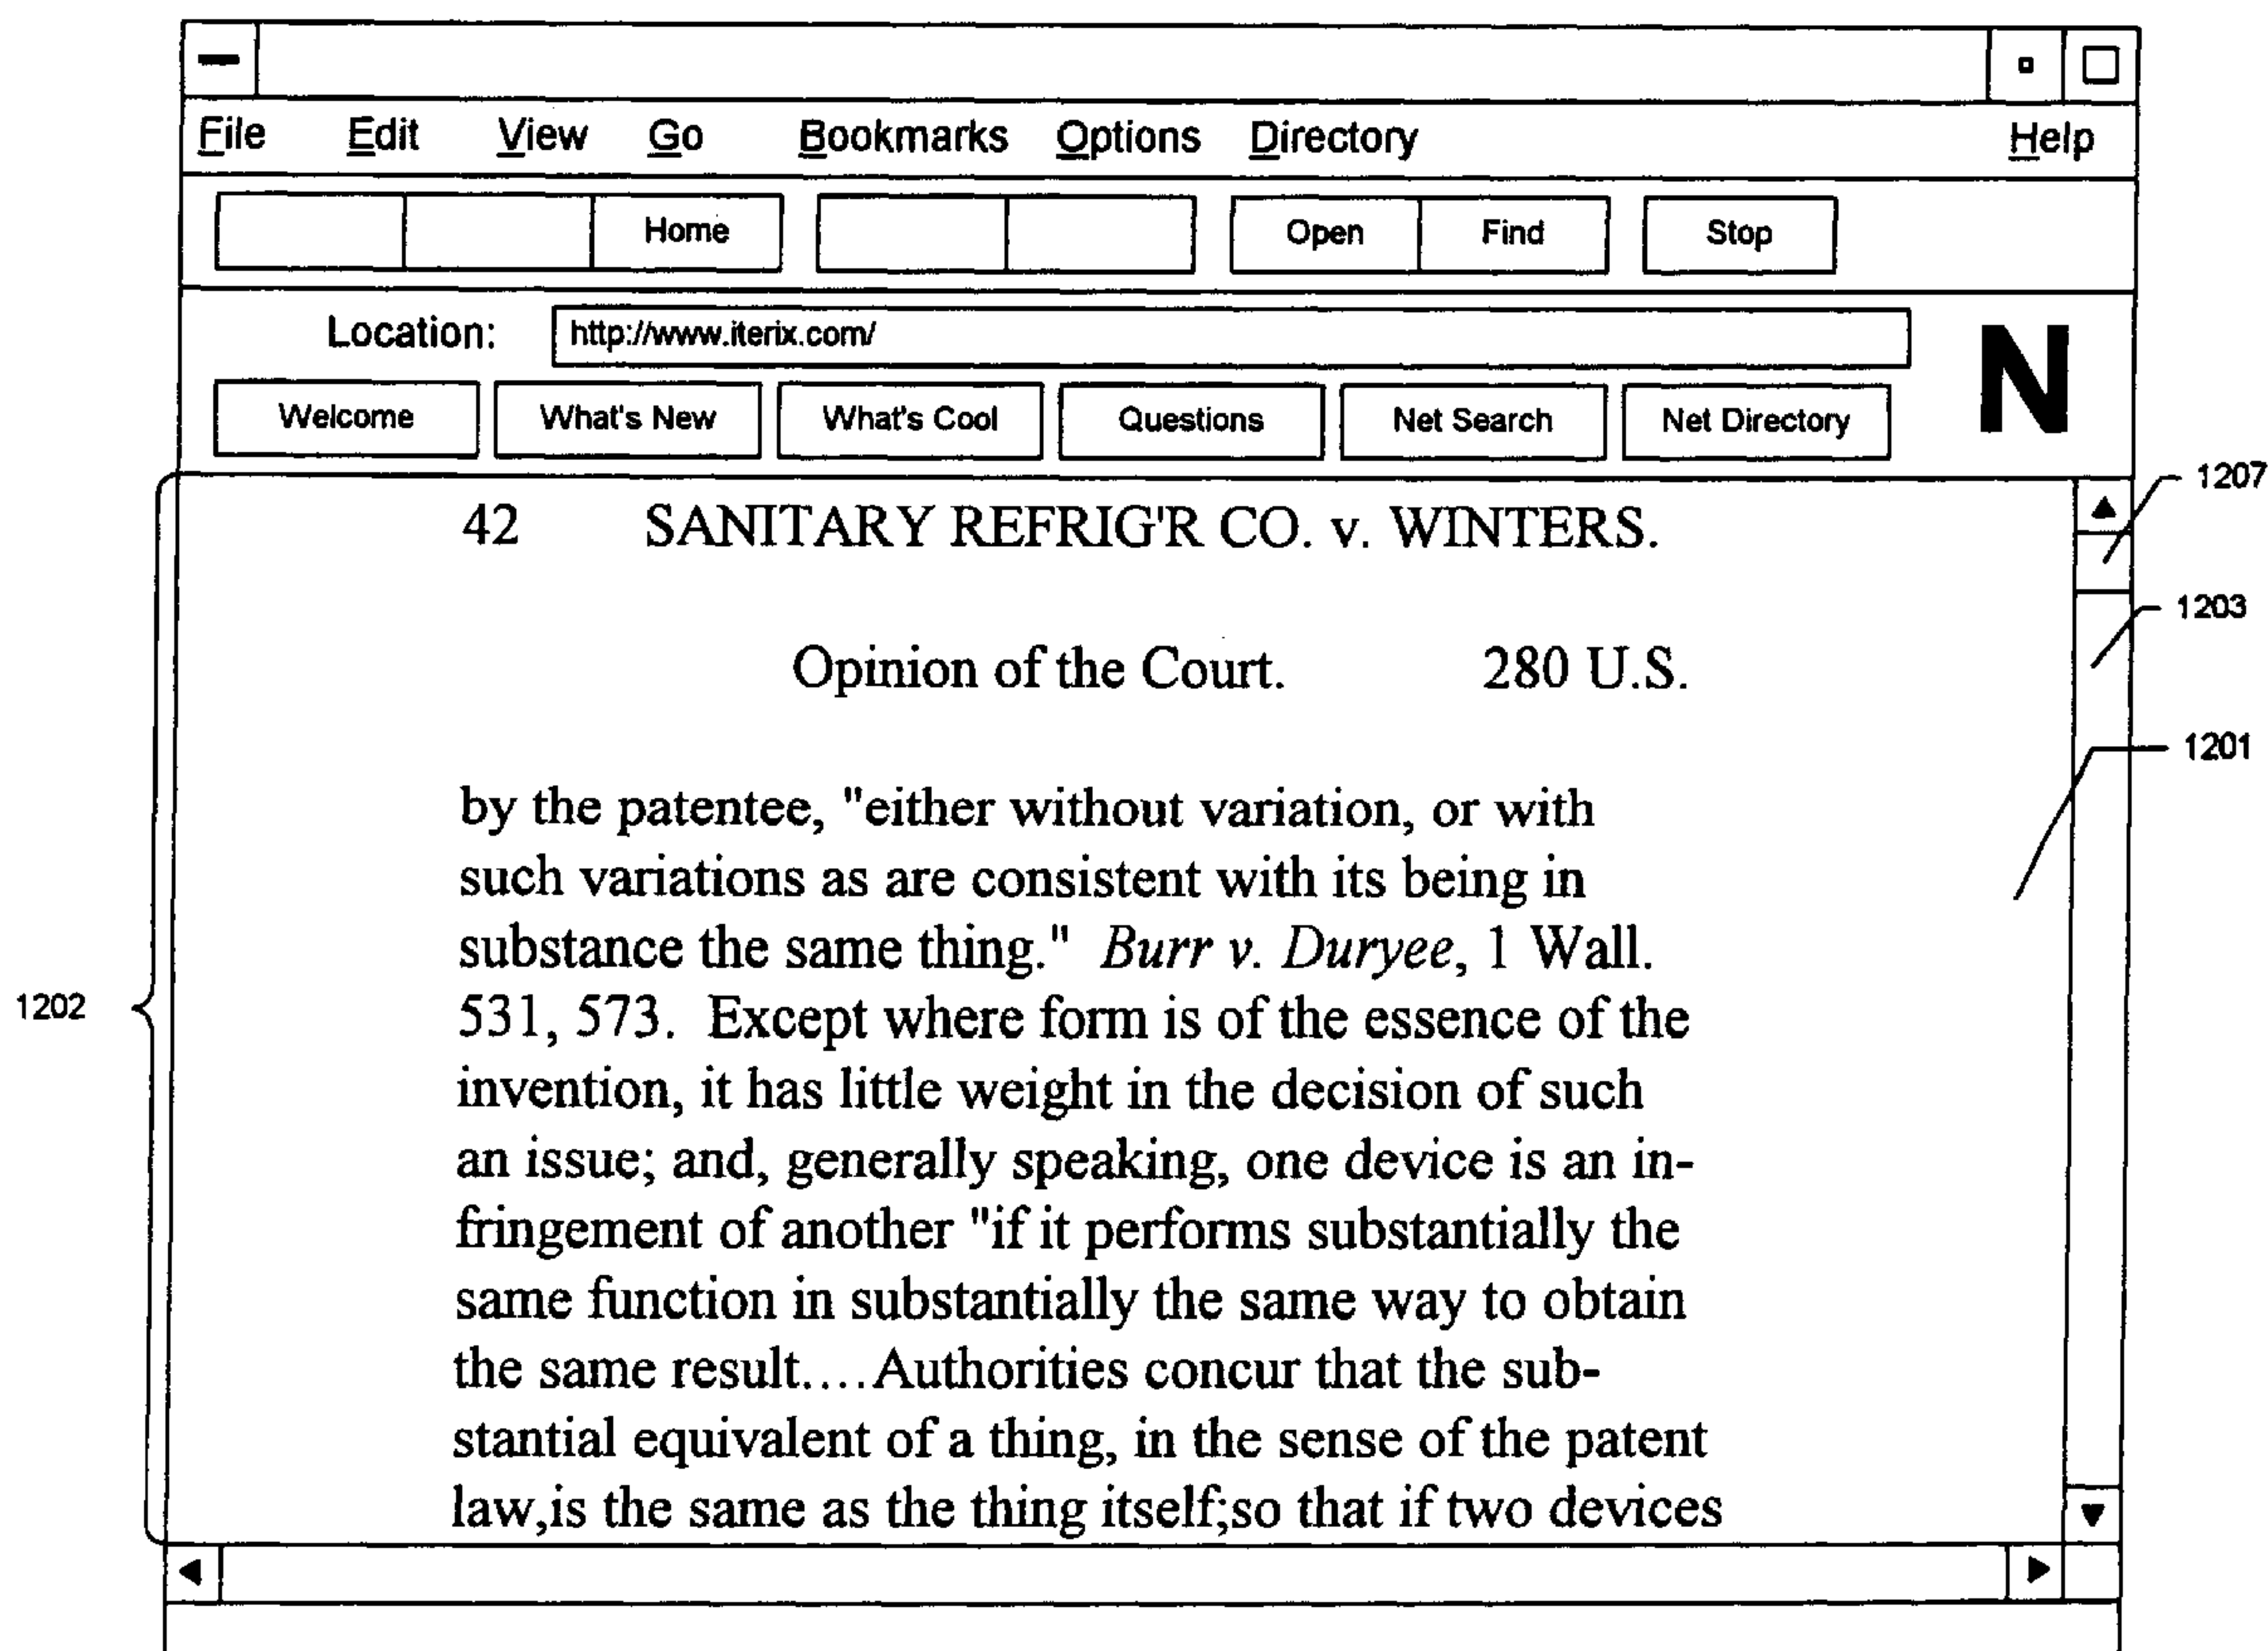 File Edit View Go Bookmarks Options Directory Help
Home Open Find Stop
Location: http://www.iterix.com/
N
Welcome What's New What's Cool Questions Net Search Net Directory
1207
42 SANITARY REFRIG'R CO. v. WINTERS.
1203
Opinion of the Court. 280 U.S.
1201
by the patentee, "either without variation, or with
such variations as are consistent with its being in
substance the same thing." Burr v. Duryee, 1 Wall.
1202
531, 573. Except where form is of the essence of the
invention, it has little weight in the decision of such
an issue; and, generally speaking, one device is an in-
fringement of another "if it performs substantially the
same function in substantially the same way to obtain
the same result....Authorities concur that the sub-
stantial equivalent of a thing, in the sense of the patent
law,is the same as the thing itself;so that if two devices